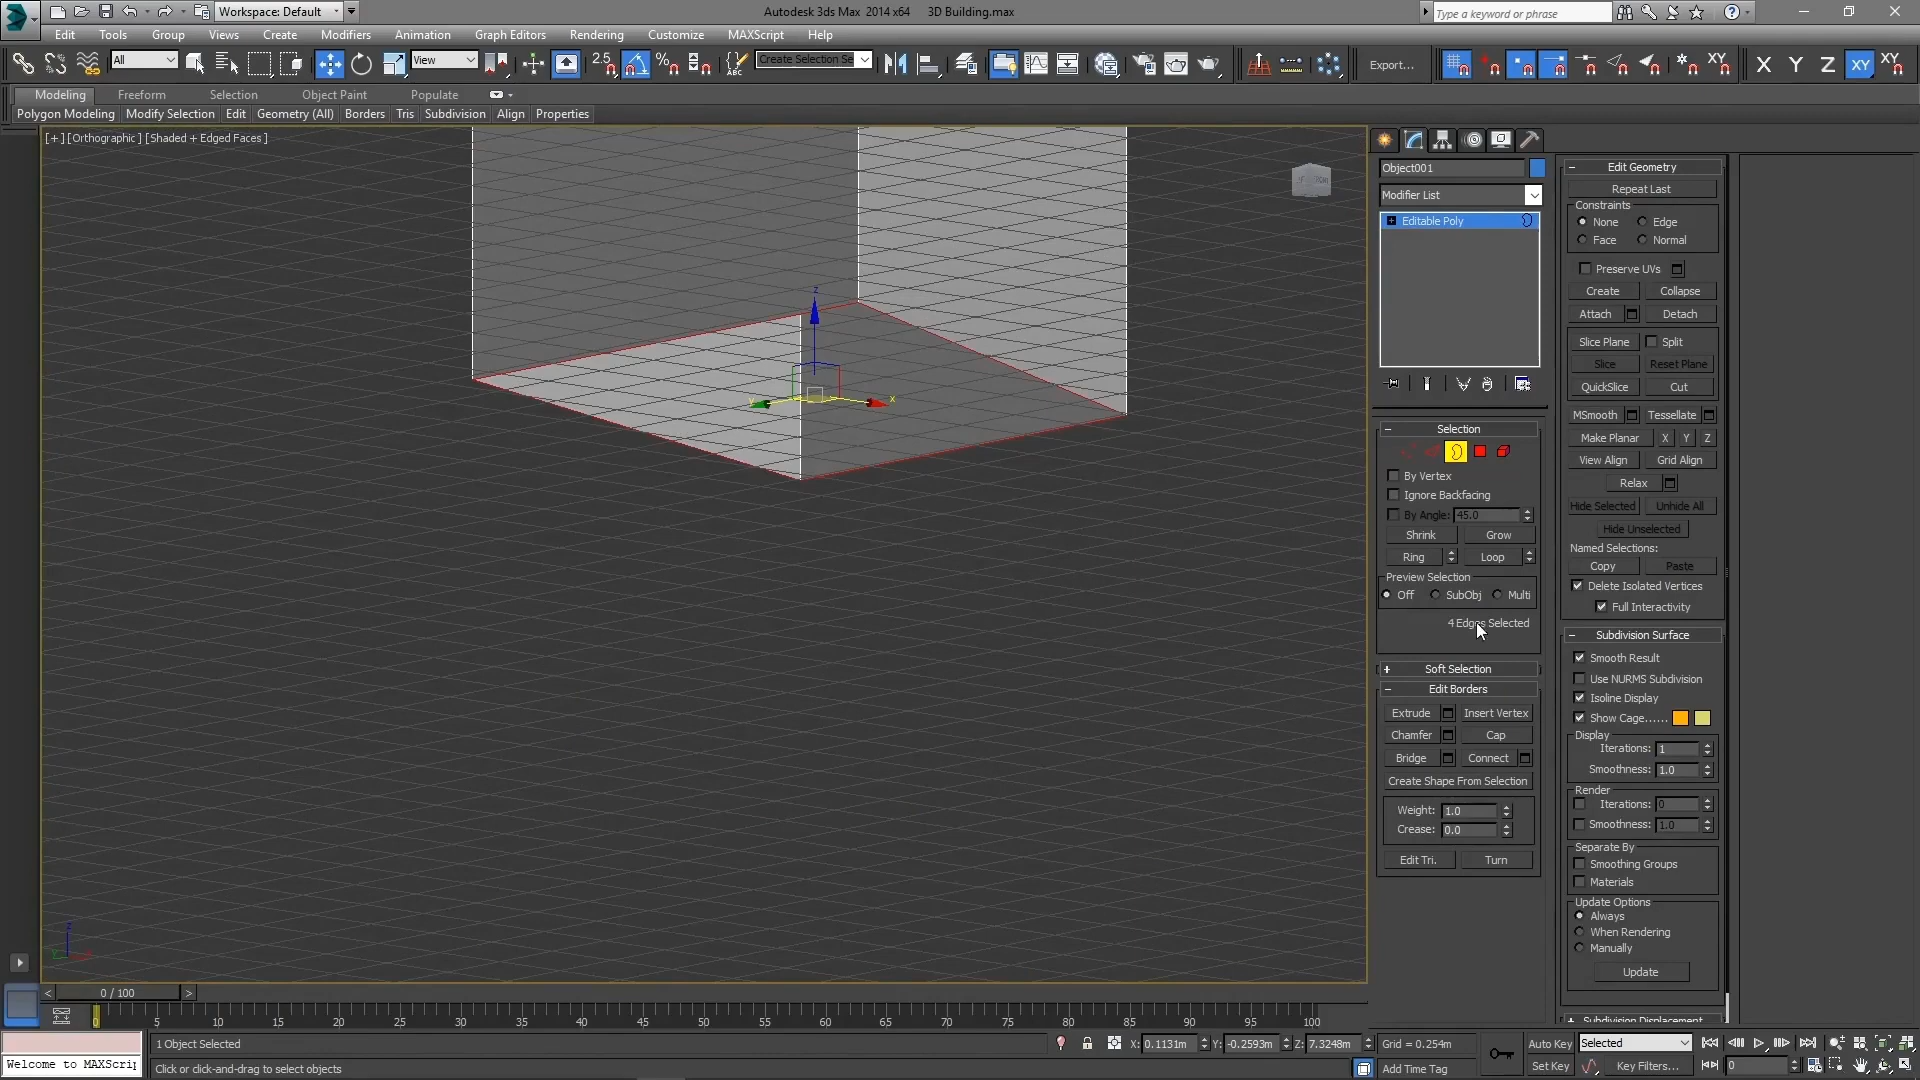 Workspace: Default
Autodesk 3ds Max 2014 x64 3D Building.max
Type a keyword or phrase
Edit Tools Group Views Create Modifiers Animation Graph Editors Rendering Customize MAXScript Help
All View 2.5 Create Selection Se Export... X Y Z XY XY
Modeling Freeform Selection Object Paint Populate
Polygon Modeling Modify Selection Edit Geometry (All) Borders Tris Subdivision Align Properties
[+] [Orthographic] [Shaded + Edged Faces]
z
y
x
Object001
Modifier List
Editable Poly
Selection
By Vertex
Ignore Backfacing
By Angle: 45.0
Shrink Grow
Ring Loop
Preview Selection
Off SubObj Multi
4 Edges Selected
Soft Selection
Edit Borders
Extrude Insert Vertex
Chamfer Cap
Bridge Connect
Create Shape From Selection
Weight: 1.0
Crease: 0.0
Edit Tri. Turn
Edit Geometry
Repeat Last
Constraints
None Edge
Face Normal
Preserve UVs
Create Collapse
Attach Detach
Slice Plane Split
Slice Reset Plane
QuickSlice Cut
MSmooth Tessellate
Make Planar X Y Z
View Align Grid Align
Relax
Hide Selected Unhide All
Hide Unselected
Named Selections:
Copy Paste
Delete Isolated Vertices
Full Interactivity
Subdivision Surface
Smooth Result
Use NURMS Subdivision
Isoline Display
Show Cage......
Display
Iterations: 1
Smoothness: 1.0
Render
Iterations: 0
Smoothness: 1.0
Separate By
Smoothing Groups
Materials
Update Options
Always
When Rendering
Manually
Update
Subdivision Displacement
< 0 / 100 >
0 5 10 15 20 25 30 35 40 45 50 55 60 65 70 75 80 85 90 95 100
1 Object Selected X: 0.1131m Y: -0.2593m Z: 7.3248m Grid = 0.254m Auto Key Selected
Welcome to MAXScrip Click or click-and-drag to select objects Add Time Tag Set Key Key Filters... 0